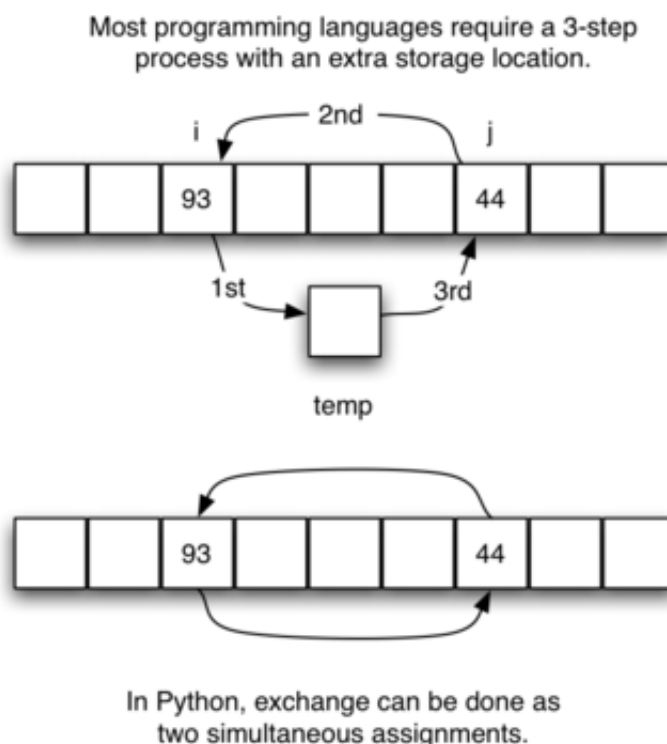 Most programming languages require a 3-step
process with an extra storage location.
2nd
i
j
93
44
1st
3rd
temp
93
44
In Python, exchange can be done as
two simultaneous assignments.